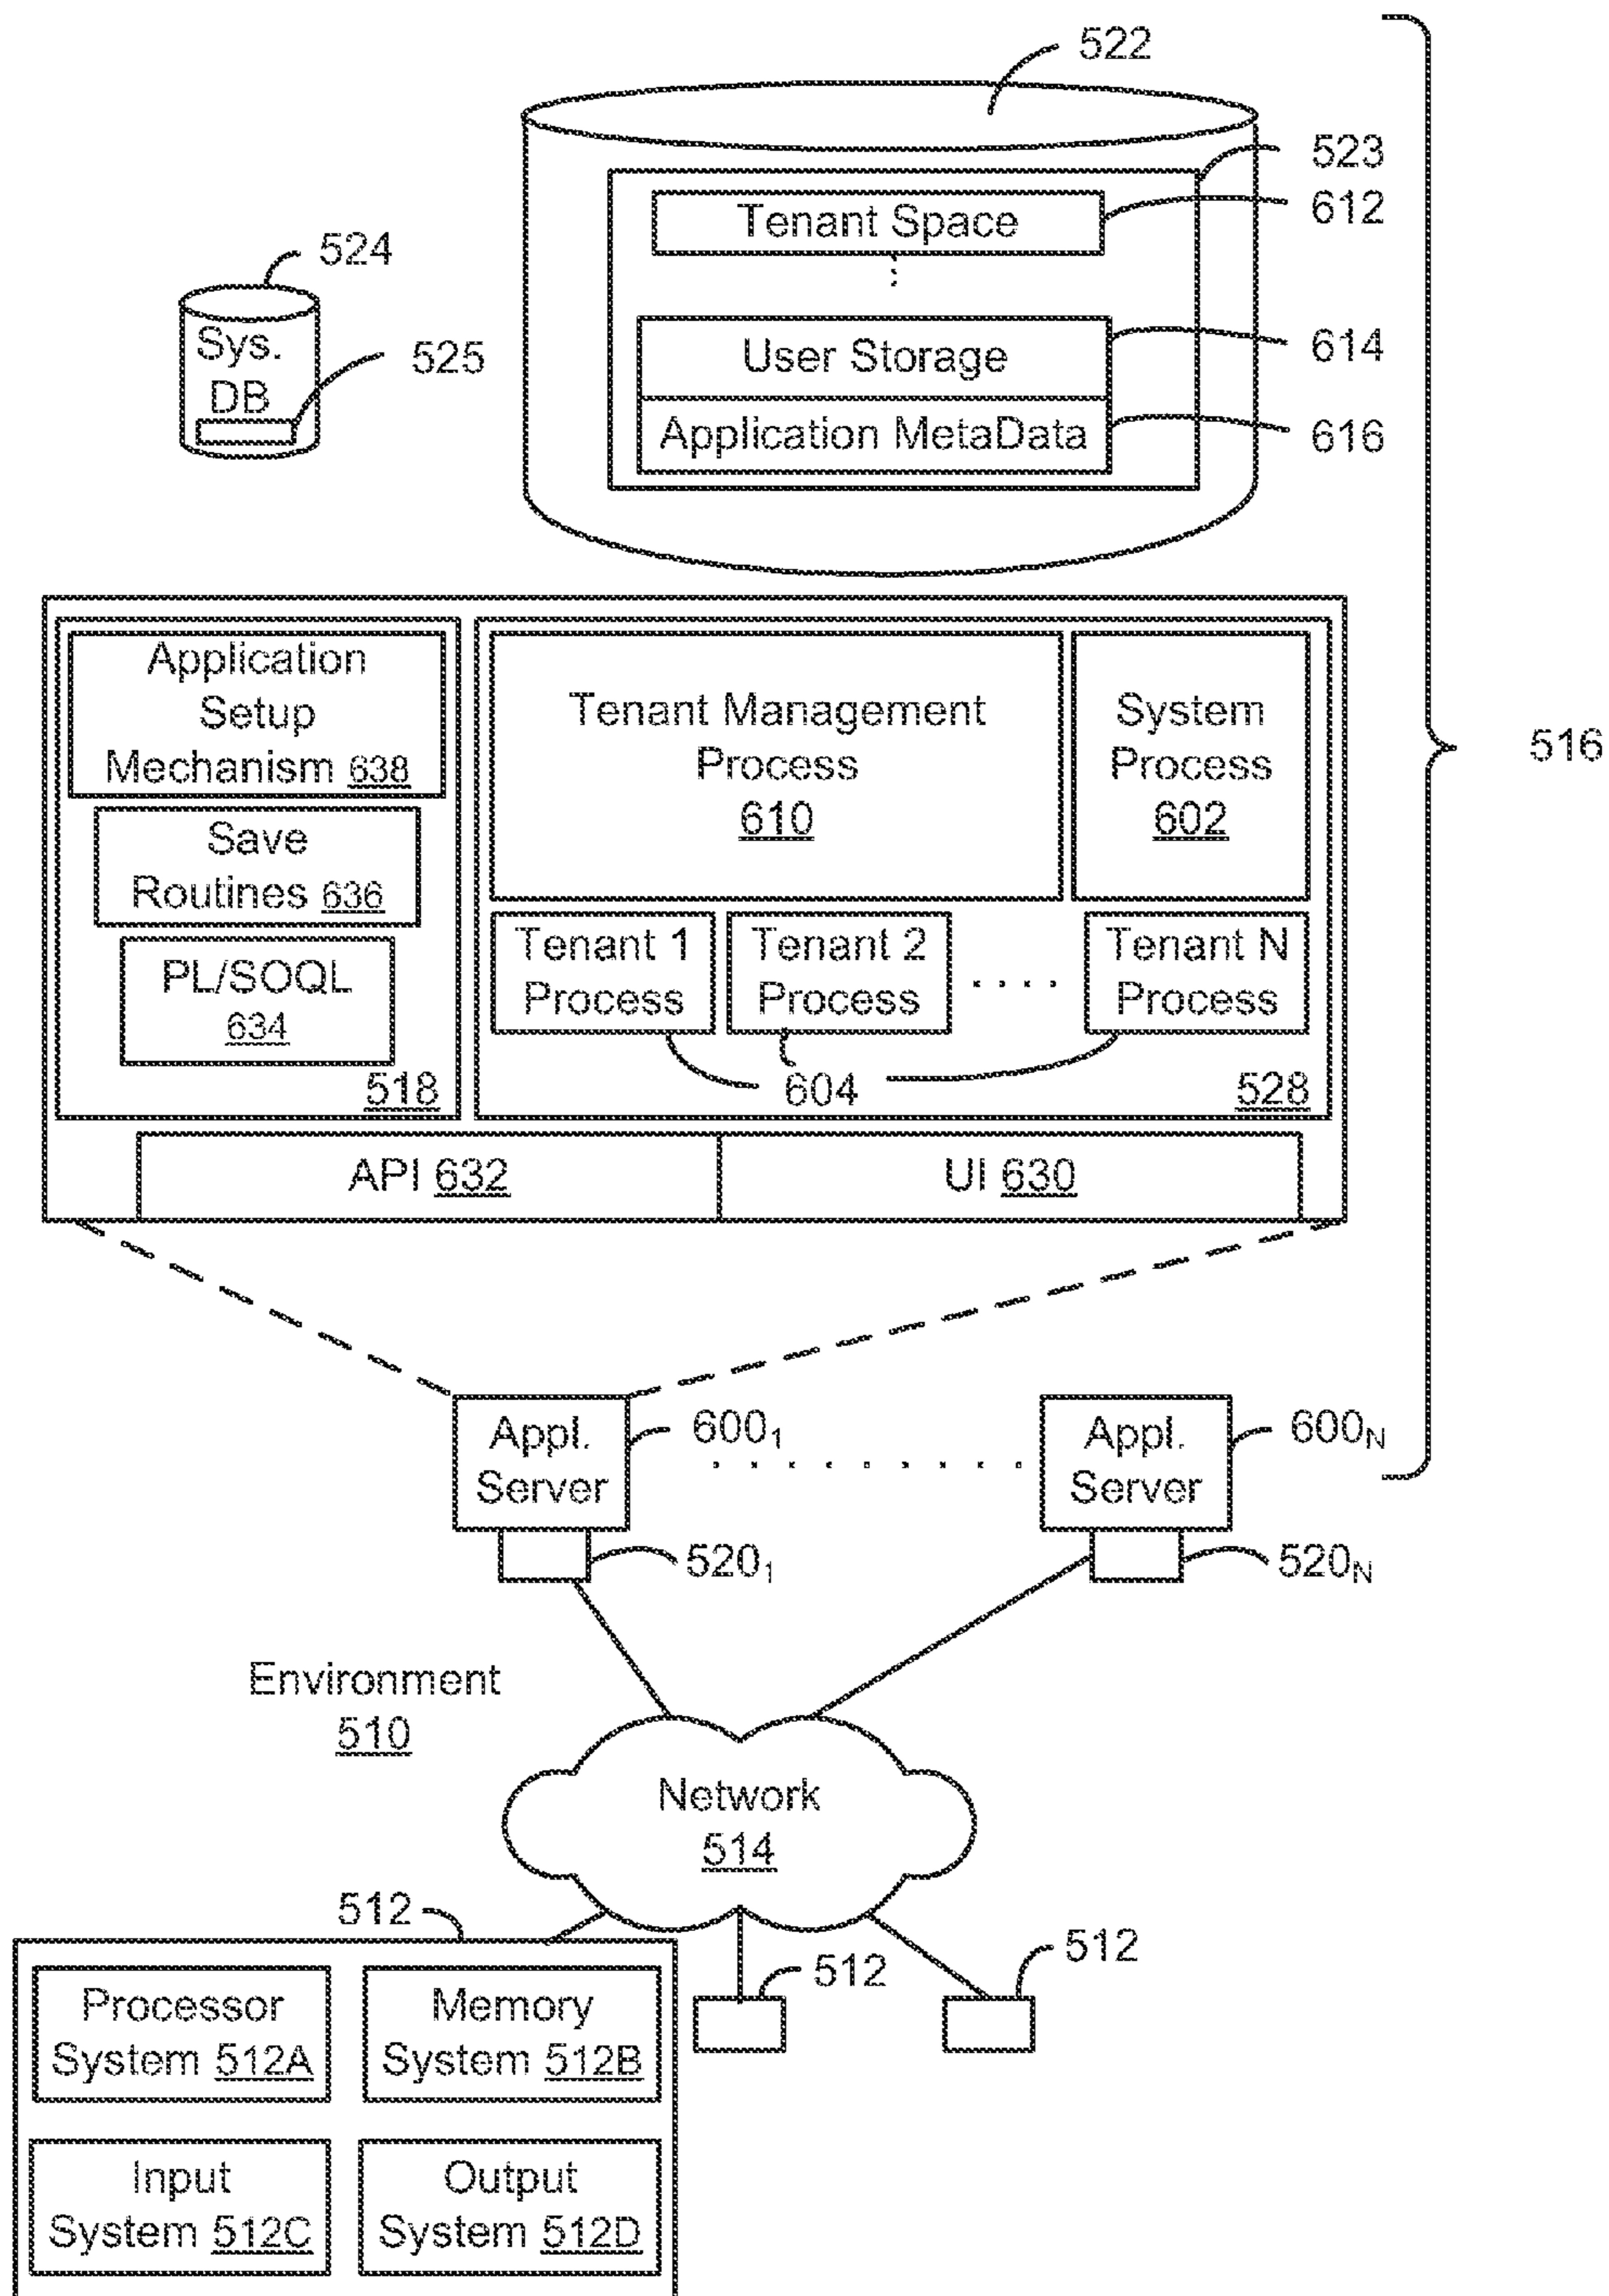 522
523
Tenant Space
612
524
Sys.
DB
525
User Storage
614
Application MetaData
616
Application
Setup
Mechanism 638
Save
Routines 636
PL/SOQL
634
518
Tenant Management
Process
610
System
Process
602
516
Tenant 1
Process
Tenant 2
Process
Tenant N
Process
604
528
API 632
UI 630
Appl.
Server
600₁
Appl.
Server
600N
520₁
520N
Environment
510
Network
514
512
512
512
Processor
System 512A
Memory
System 512B
Input
System 512C
Output
System 512D